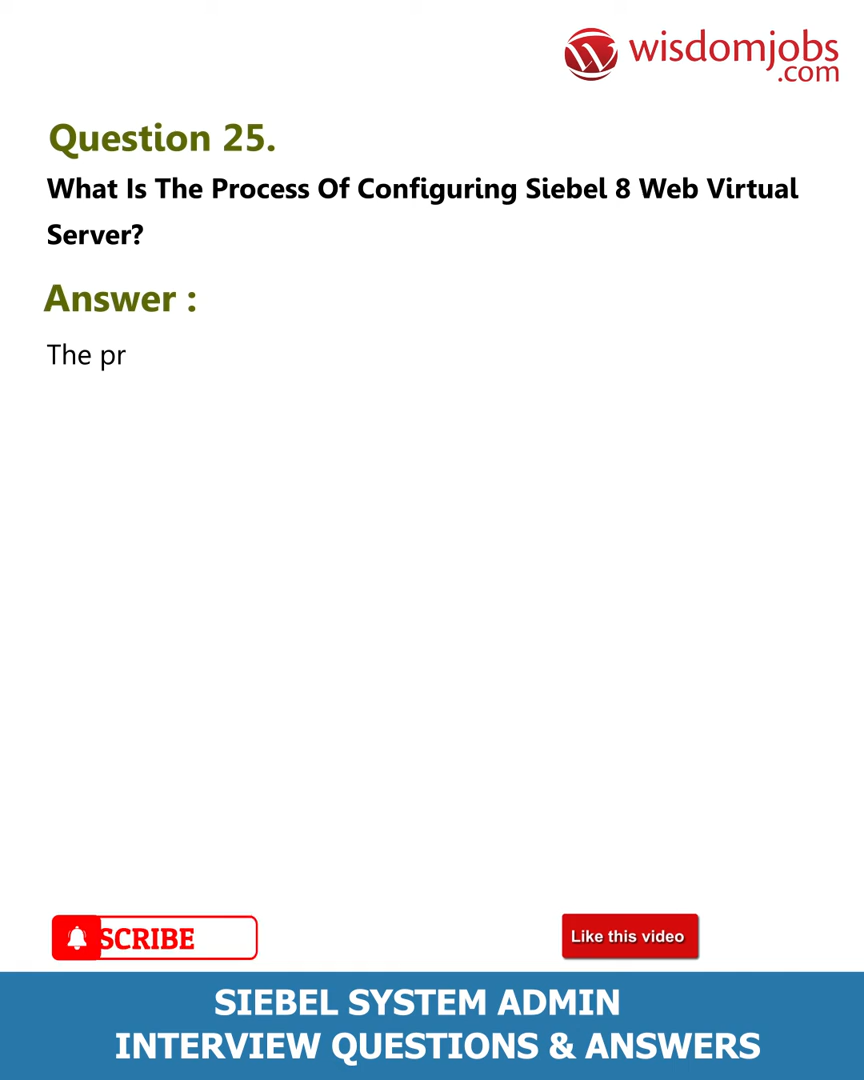 wisdomjobs
.com
Question 25.
What Is The Process Of Configuring Siebel 8 Web Virtual
Server?
Answer :
The pr
SCRIBE
Like this video
SIEBEL SYSTEM ADMIN
INTERVIEW QUESTIONS & ANSWERS